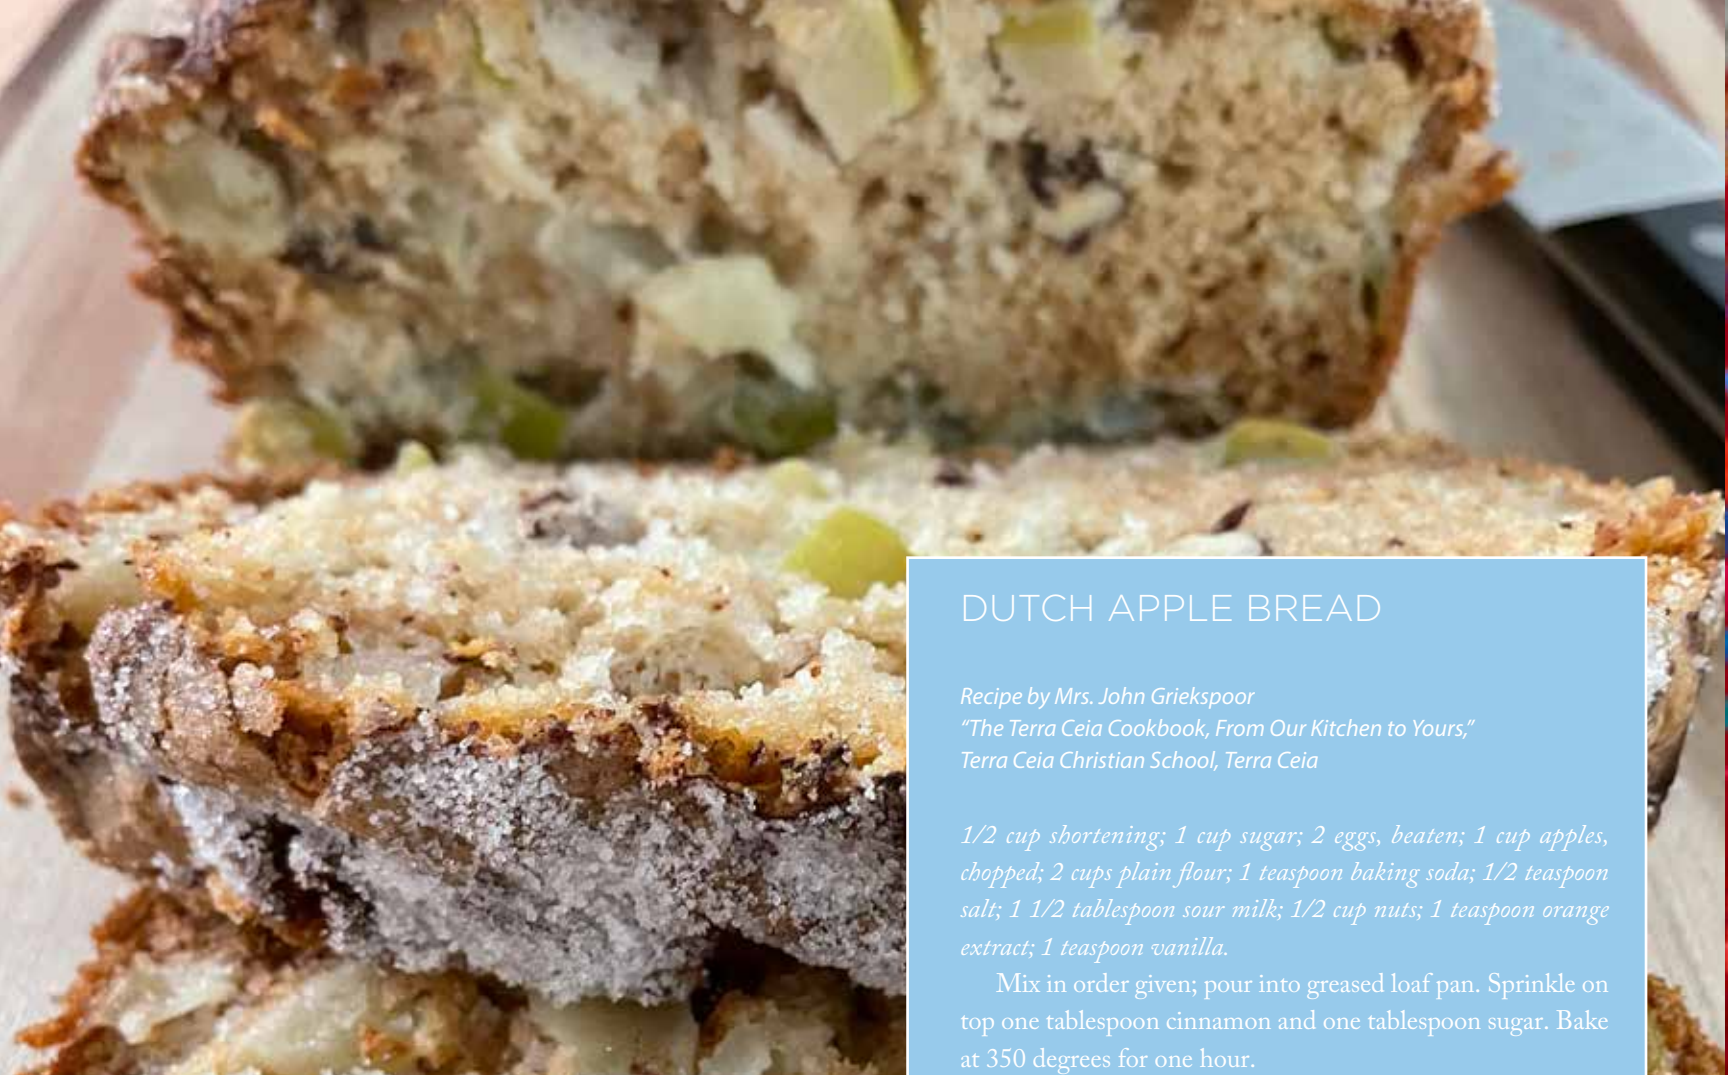 DUTCH APPLE BREAD
Recipe by Mrs. John Griekspoor
“The Terra Ceia Cookbook, From Our Kitchen to Yours,”
Terra Ceia Christian School, Terra Ceia
1/2 cup shortening; 1 cup sugar; 2 eggs, beaten; 1 cup apples,
chopped; 2 cups plain flour; 1 teaspoon baking soda; 1/2 teaspoon
salt; 1 1/2 tablespoon sour milk; 1/2 cup nuts; 1 teaspoon orange
extract; 1 teaspoon vanilla.
Mix in order given; pour into greased loaf pan. Sprinkle on
top one tablespoon cinnamon and one tablespoon sugar. Bake
at 350 degrees for one hour.